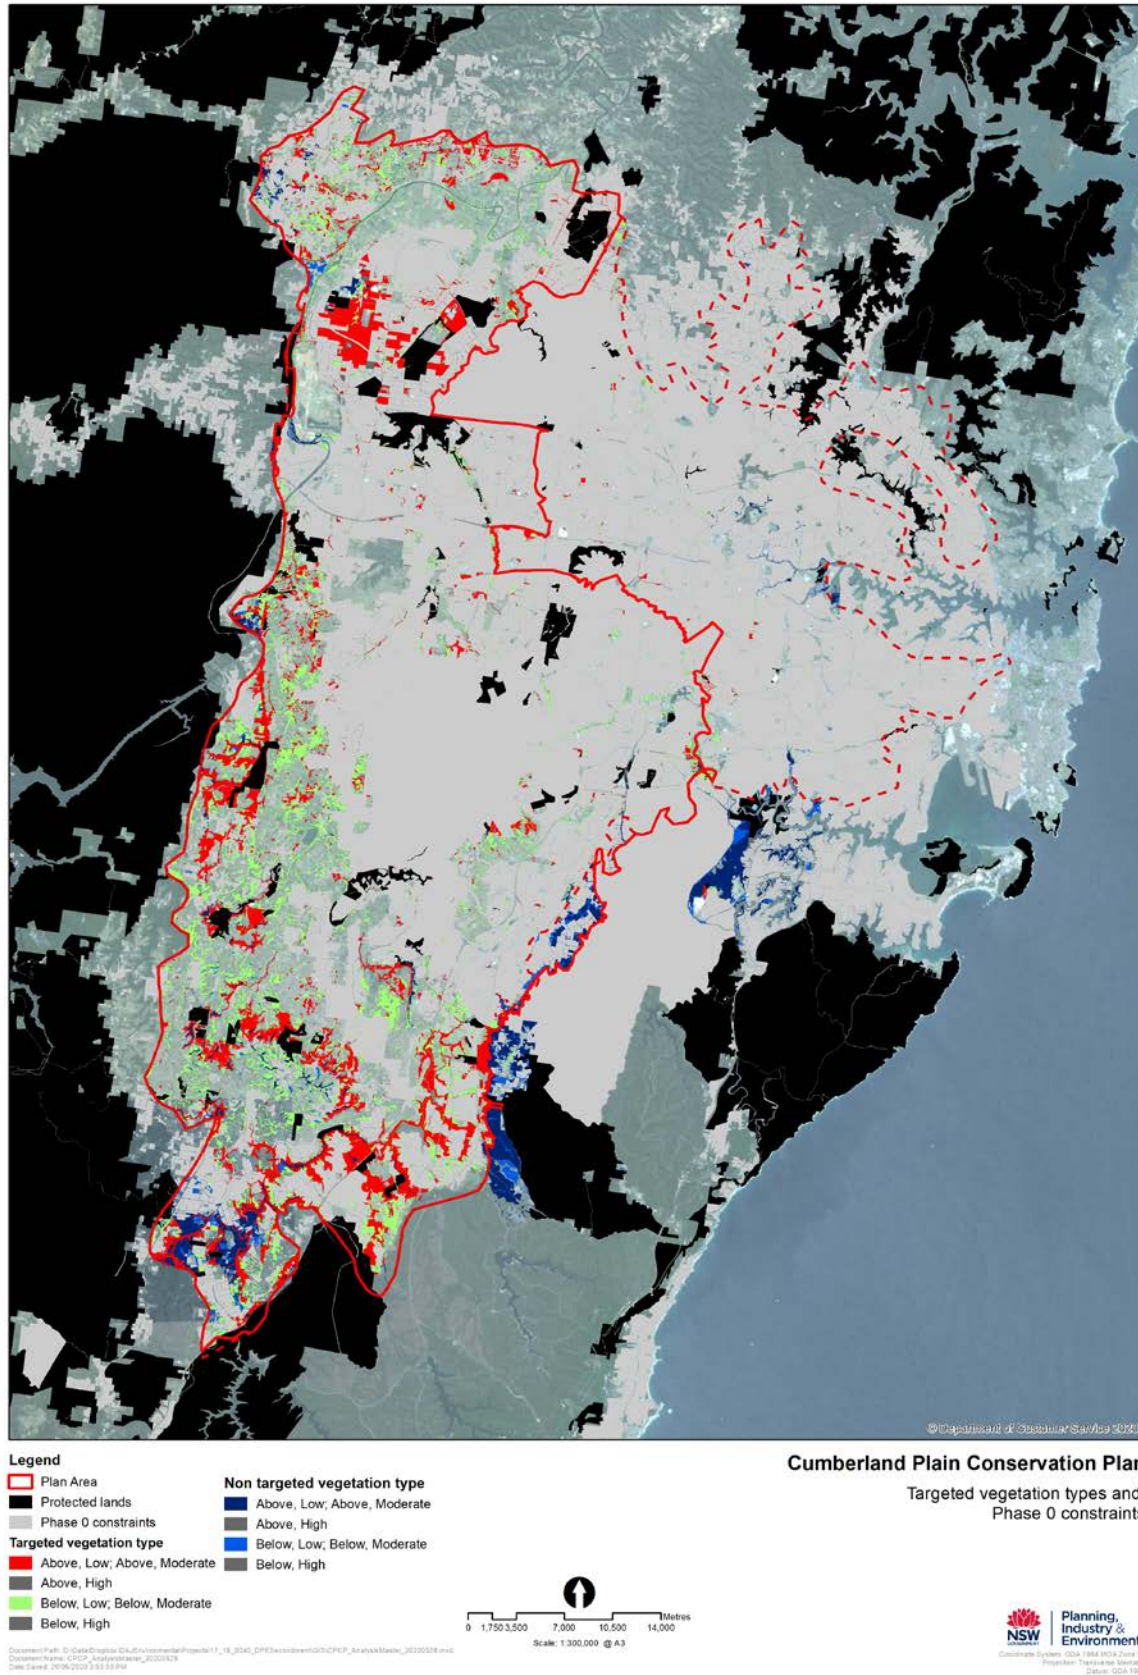 © Department of Customer Service 2020
Legend
Plan Area
Protected lands
Phase 0 constraints
Targeted vegetation type
Above, Low; Above, Moderate
Above, High
Below, Low; Below, Moderate
Below, High
Non targeted vegetation type
Above, Low; Above, Moderate
Above, High
Below, Low; Below, Moderate
Below, High
0 1,750 3,500 7,000 10,500 14,000
Metres
Scale: 1:300,000 @ A3
Cumberland Plain Conservation Plan
Targeted vegetation types and
Phase 0 constraints
NSW
GOVERNMENT
Planning,
Industry &
Environment